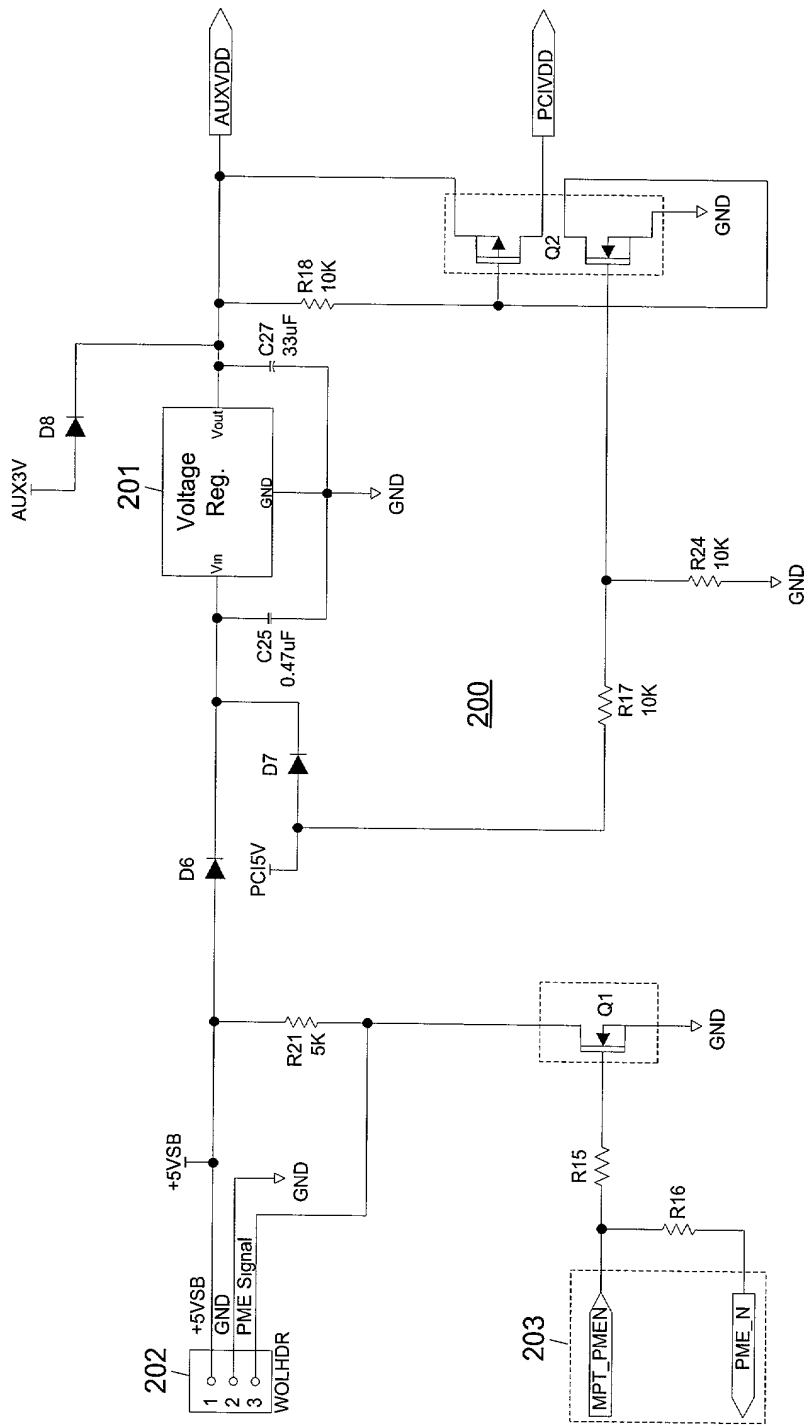 202
WOLHDR
1
2
3
+5VSB
GND
PME Signal
+5VSB
GND
R21
5K
D6
PCI5V
D7
C25
0.47uF
Vin
Voltage
Reg.
GND
Vout
201
GND
AUX3V
D8
C27
33uF
R18
10K
AUXVDD
PCIVDD
Q2
GND
200
R17
10K
R24
10K
GND
203
MPT_PMEN
PME_N
R15
R16
Q1
GND